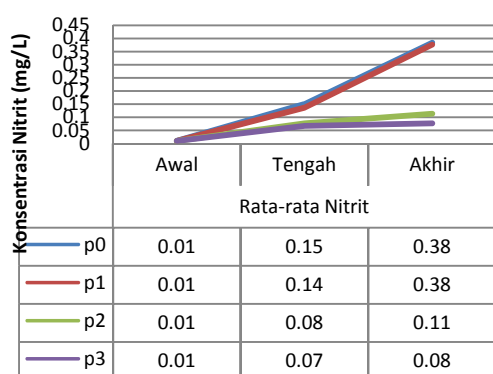 Konsentrasi Nitrit (mg/L)
0.45
0.4
0.35
0.3
0.25
0.2
0.15
0.1
0.05
0
Awal Tengah Akhir
Rata-rata Nitrit
p0 0.01 0.15 0.38
p1 0.01 0.14 0.38
p2 0.01 0.08 0.11
p3 0.01 0.07 0.08